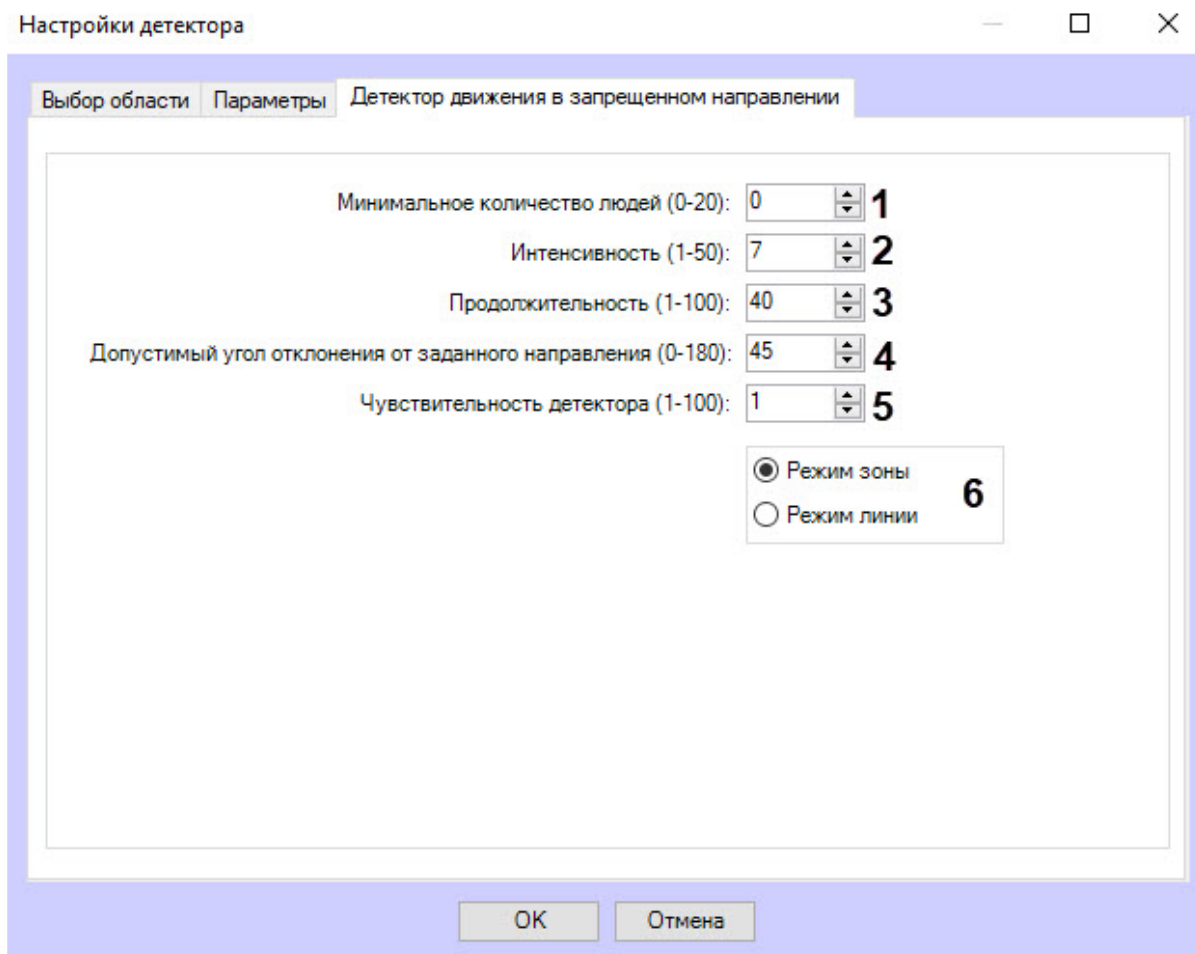 Настройки детектора
Выбор области Параметры Детектор движения в запрещенном направлении
Минимальное количество людей (0-20): 0 1
Интенсивность (1-50): 7 2
Продолжительность (1-100): 40 3
Допустимый угол отклонения от заданного направления (0-180): 45 4
Чувствительность детектора (1-100): 1 5
Режим зоны
6
Режим линии
OK Отмена